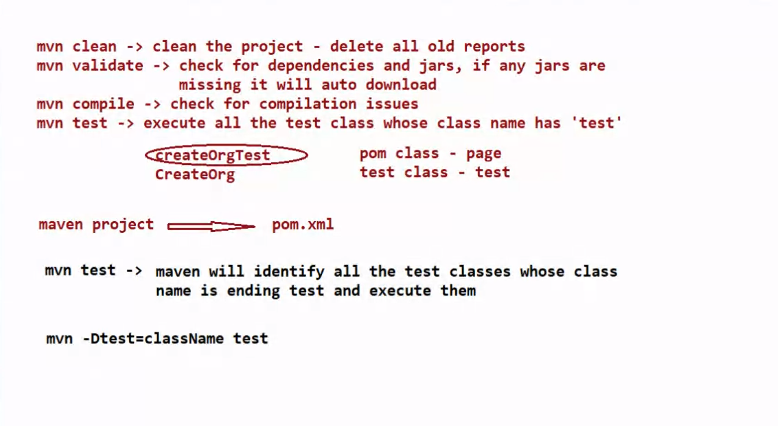 mvn clean -> clean the project - delete all old reports
mvn validate -> check for dependencies and jars, if any jars are
missing it will auto download
mvn compile -> check for compilation issues
mvn test -> execute all the test class whose class name has 'test'
createOrgTest
CreateOrg
pom class - page
test class - test
maven project
pom.xml
mvn test -> maven will identify all the test classes whose class
name is ending test and execute them
mvn -Dtest=className test